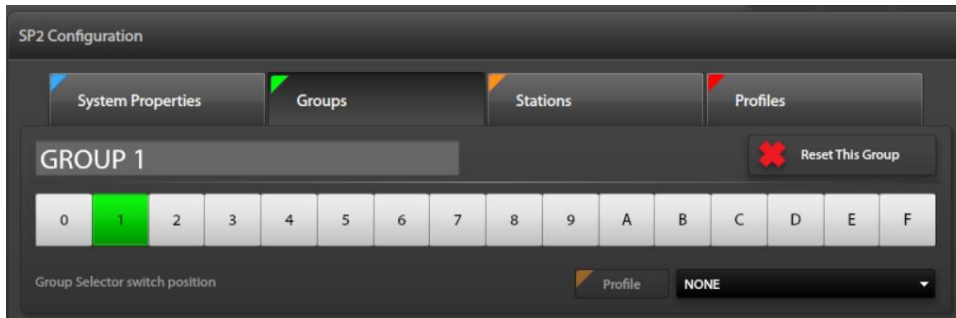 SP2 Configuration
System Properties Groups Stations Profiles
GROUP 1 Reset This Group
0 1 2 3 4 5 6 7 8 9 A B C D E F
Group Selector switch position Profile NONE